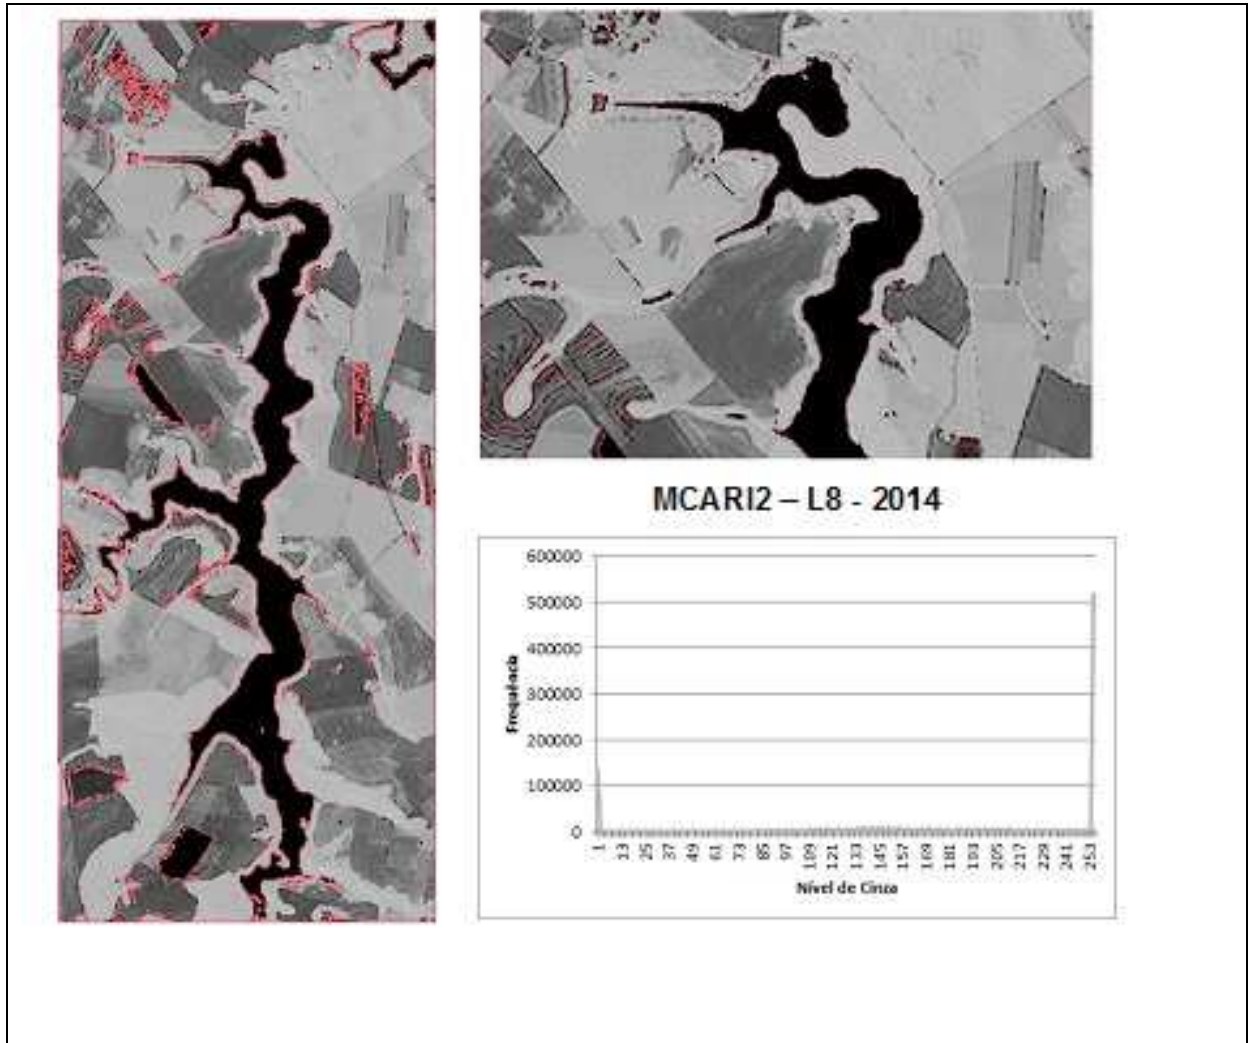 MCARI2 – L8 - 2014
600000
500000
400000
300000
200000
100000
0
Frequência
1 13 25 37 49 61 73 85 97 109 121 133 145 157 169 181 193 205 217 229 241 253
Nível de Cinza